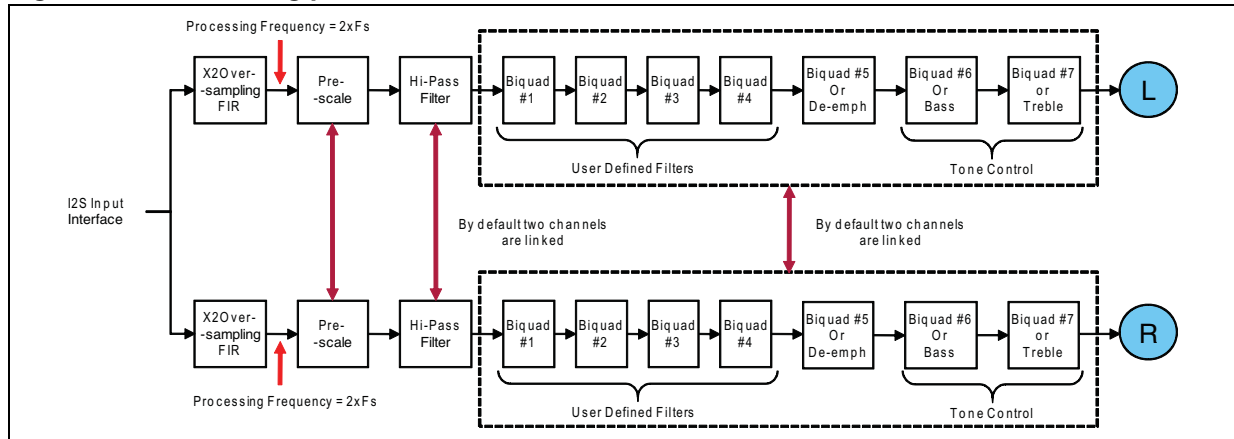 Processing Frequency = 2xFs
X2Over-
-sampling
FIR
Pre-
-scale
Hi-Pass
Filter
Biquad
#1
Biquad
#2
Biquad
#3
Biquad
#4
Biquad #5
Or
De-emph
Biquad #6
Or
Bass
Biquad #7
or
Treble
L
User Defined Filters
Tone Control
I2S Input
Interface
By default two channels
are linked
By default two channels
are linked
X2Over-
-sampling
FIR
Pre-
-scale
Hi-Pass
Filter
Biquad
#1
Biquad
#2
Biquad
#3
Biquad
#4
Biquad #5
Or
De-emph
Biquad #6
Or
Bass
Biquad #7
or
Treble
R
Processing Frequency = 2xFs
User Defined Filters
Tone Control